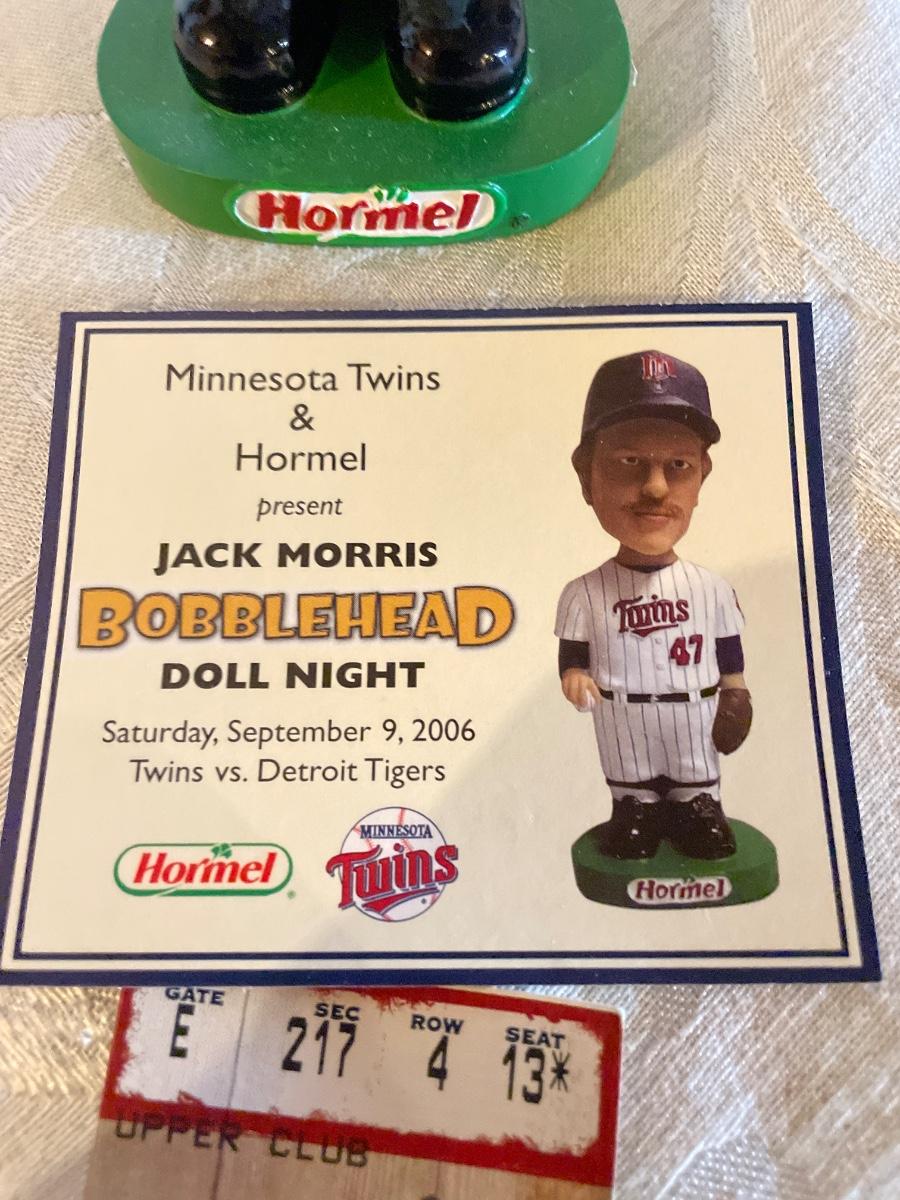 Hormel
Minnesota Twins
&
Hormel
present
JACK MORRIS
BOBBLEHEAD
DOLL NIGHT
Saturday, September 9, 2006
Twins vs. Detroit Tigers
Hormel
MINNESOTA
Twins
Twins
47
Hormel
GATE SEC ROW SEAT
E 217 4 13*
UPPER CLUB